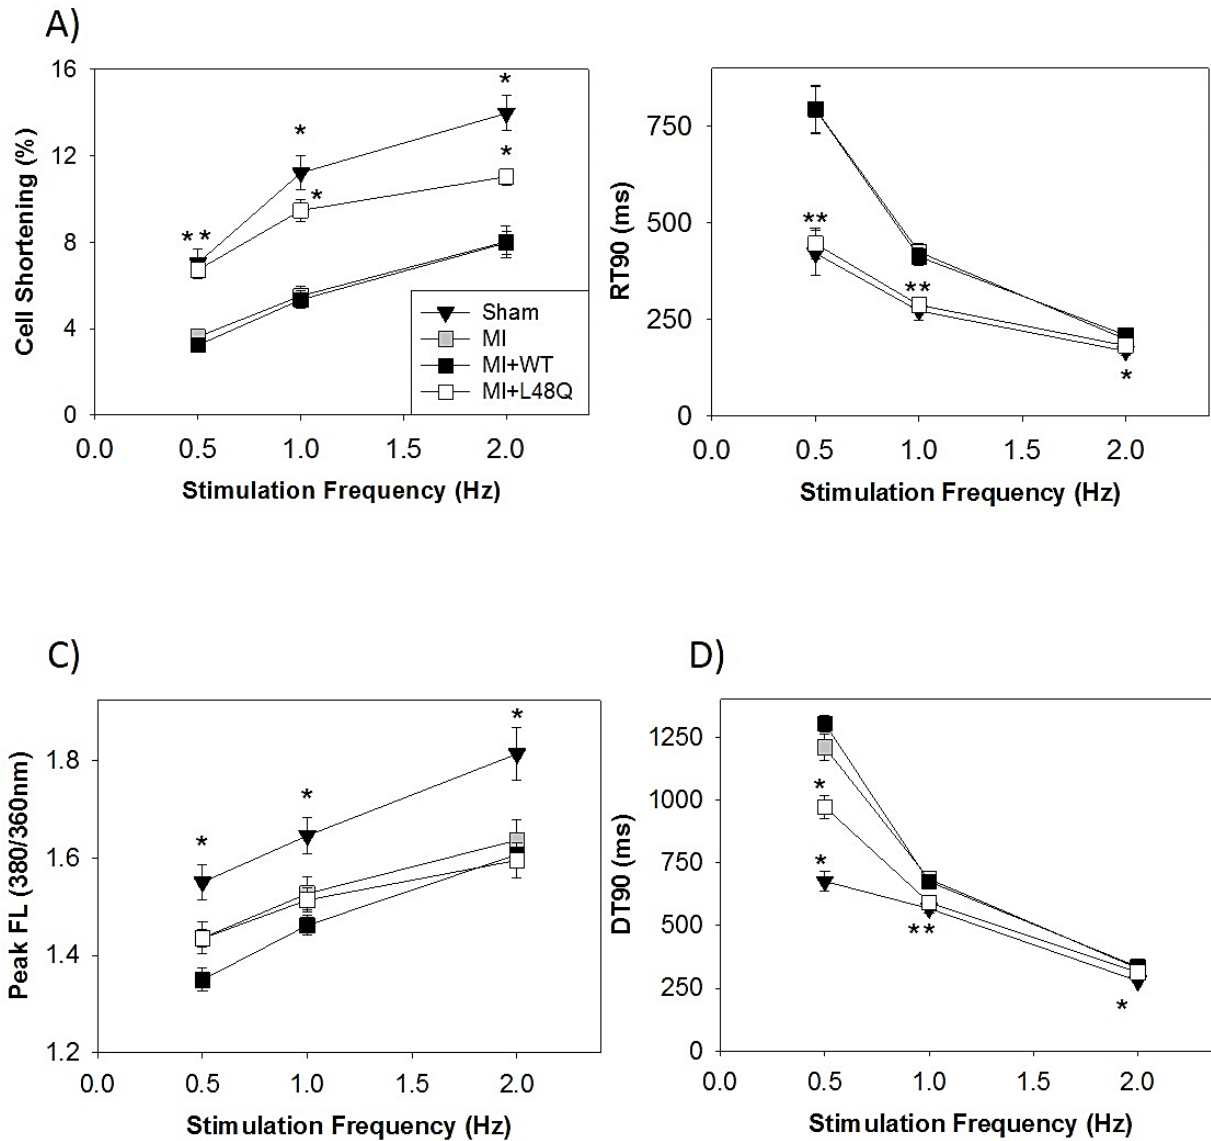 A)
16
12
8
4
0
Cell Shortening (%)
*
*
*
*
**
Sham
MI
MI+WT
MI+L48Q
0.0 0.5 1.0 1.5 2.0
Stimulation Frequency (Hz)
750
500
250
0
RT90 (ms)
**
**
*
0.0 0.5 1.0 1.5 2.0
Stimulation Frequency (Hz)
C)
1.8
1.6
1.4
1.2
Peak FL (380/360nm)
*
*
*
0.0 0.5 1.0 1.5 2.0
Stimulation Frequency (Hz)
D)
1250
1000
750
500
250
0
DT90 (ms)
*
*
**
*
0.0 0.5 1.0 1.5 2.0
Stimulation Frequency (Hz)